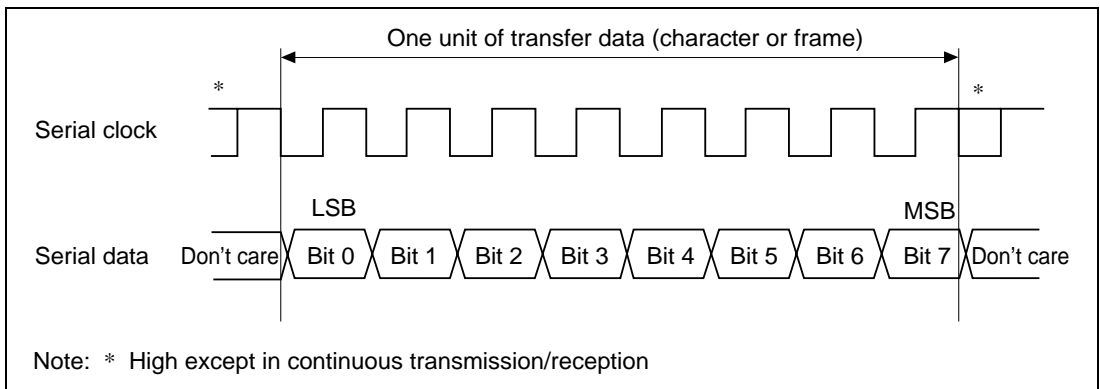 One unit of transfer data (character or frame)
* *
Serial clock
LSB MSB
Serial data Don't care Bit 0 Bit 1 Bit 2 Bit 3 Bit 4 Bit 5 Bit 6 Bit 7 Don't care
Note: * High except in continuous transmission/reception